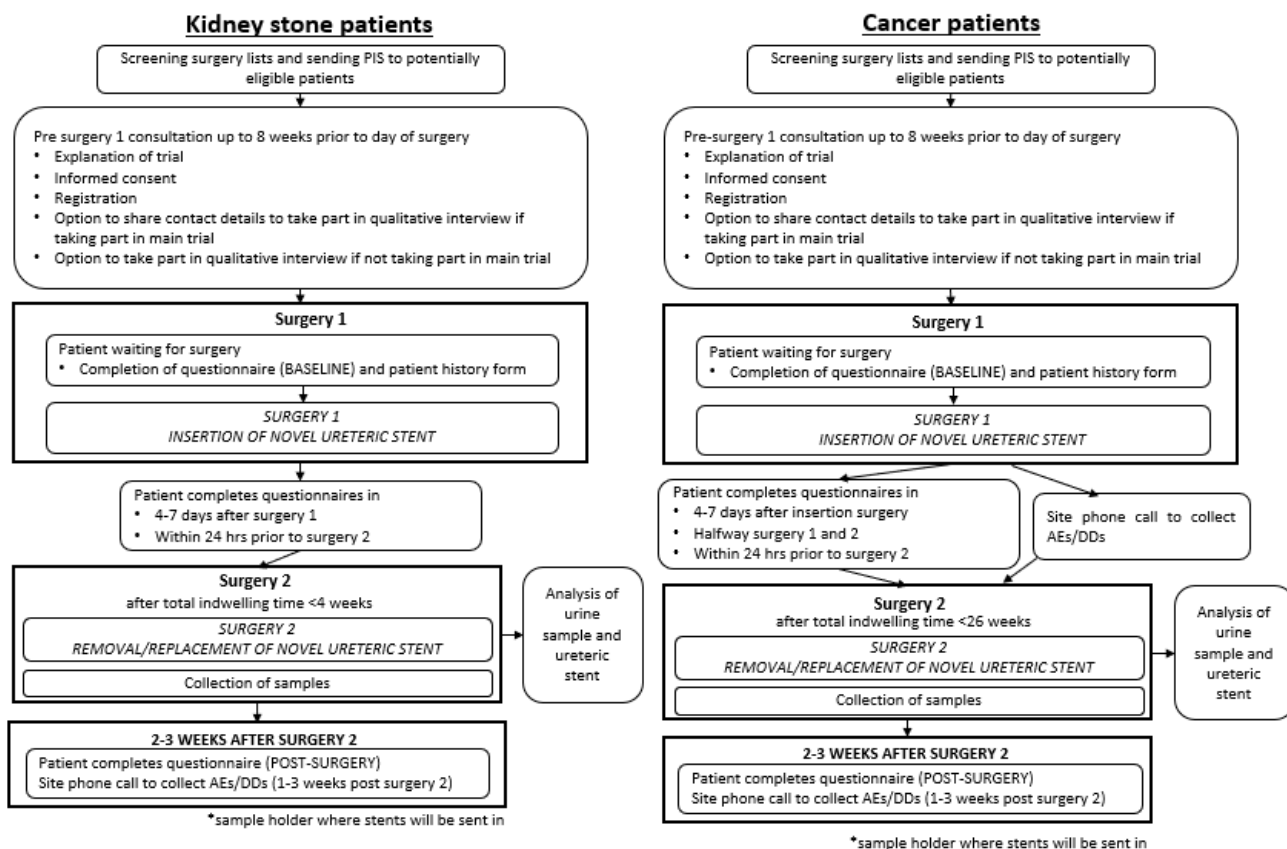 Kidney stone patients
Screening surgery lists and sending PIS to potentially
eligible patients
Pre surgery 1 consultation up to 8 weeks prior to day of surgery
• Explanation of trial
• Informed consent
• Registration
• Option to share contact details to take part in qualitative interview if
taking part in main trial
• Option to take part in qualitative interview if not taking part in main trial
Surgery 1
Patient waiting for surgery
• Completion of questionnaire (BASELINE) and patient history form
SURGERY 1
INSERTION OF NOVEL URETERIC STENT
Patient completes questionnaires in
• 4-7 days after surgery 1
• Within 24 hrs prior to surgery 2
Surgery 2
after total indwelling time <4 weeks
SURGERY 2
REMOVAL/REPLACEMENT OF NOVEL URETERIC STENT
Collection of samples
Analysis of
urine
sample and
ureteric
stent
2-3 WEEKS AFTER SURGERY 2
Patient completes questionnaire (POST-SURGERY)
Site phone call to collect AEs/DDs (1-3 weeks post surgery 2)
*sample holder where stents will be sent in
Cancer patients
Screening surgery lists and sending PIS to potentially
eligible patients
Pre-surgery 1 consultation up to 8 weeks prior to day of surgery
• Explanation of trial
• Informed consent
• Registration
• Option to share contact details to take part in qualitative interview if
taking part in main trial
• Option to take part in qualitative interview if not taking part in main trial
Surgery 1
Patient waiting for surgery
• Completion of questionnaire (BASELINE) and patient history form
SURGERY 1
INSERTION OF NOVEL URETERIC STENT
Patient completes questionnaires in
• 4-7 days after insertion surgery
• Halfway surgery 1 and 2
• Within 24 hrs prior to surgery 2
Site phone call to collect
AEs/DDs
Surgery 2
after total indwelling time <26 weeks
SURGERY 2
REMOVAL/REPLACEMENT OF NOVEL URETERIC STENT
Collection of samples
Analysis of
urine
sample and
ureteric
stent
2-3 WEEKS AFTER SURGERY 2
Patient completes questionnaire (POST-SURGERY)
Site phone call to collect AEs/DDs (1-3 weeks post surgery 2)
*sample holder where stents will be sent in